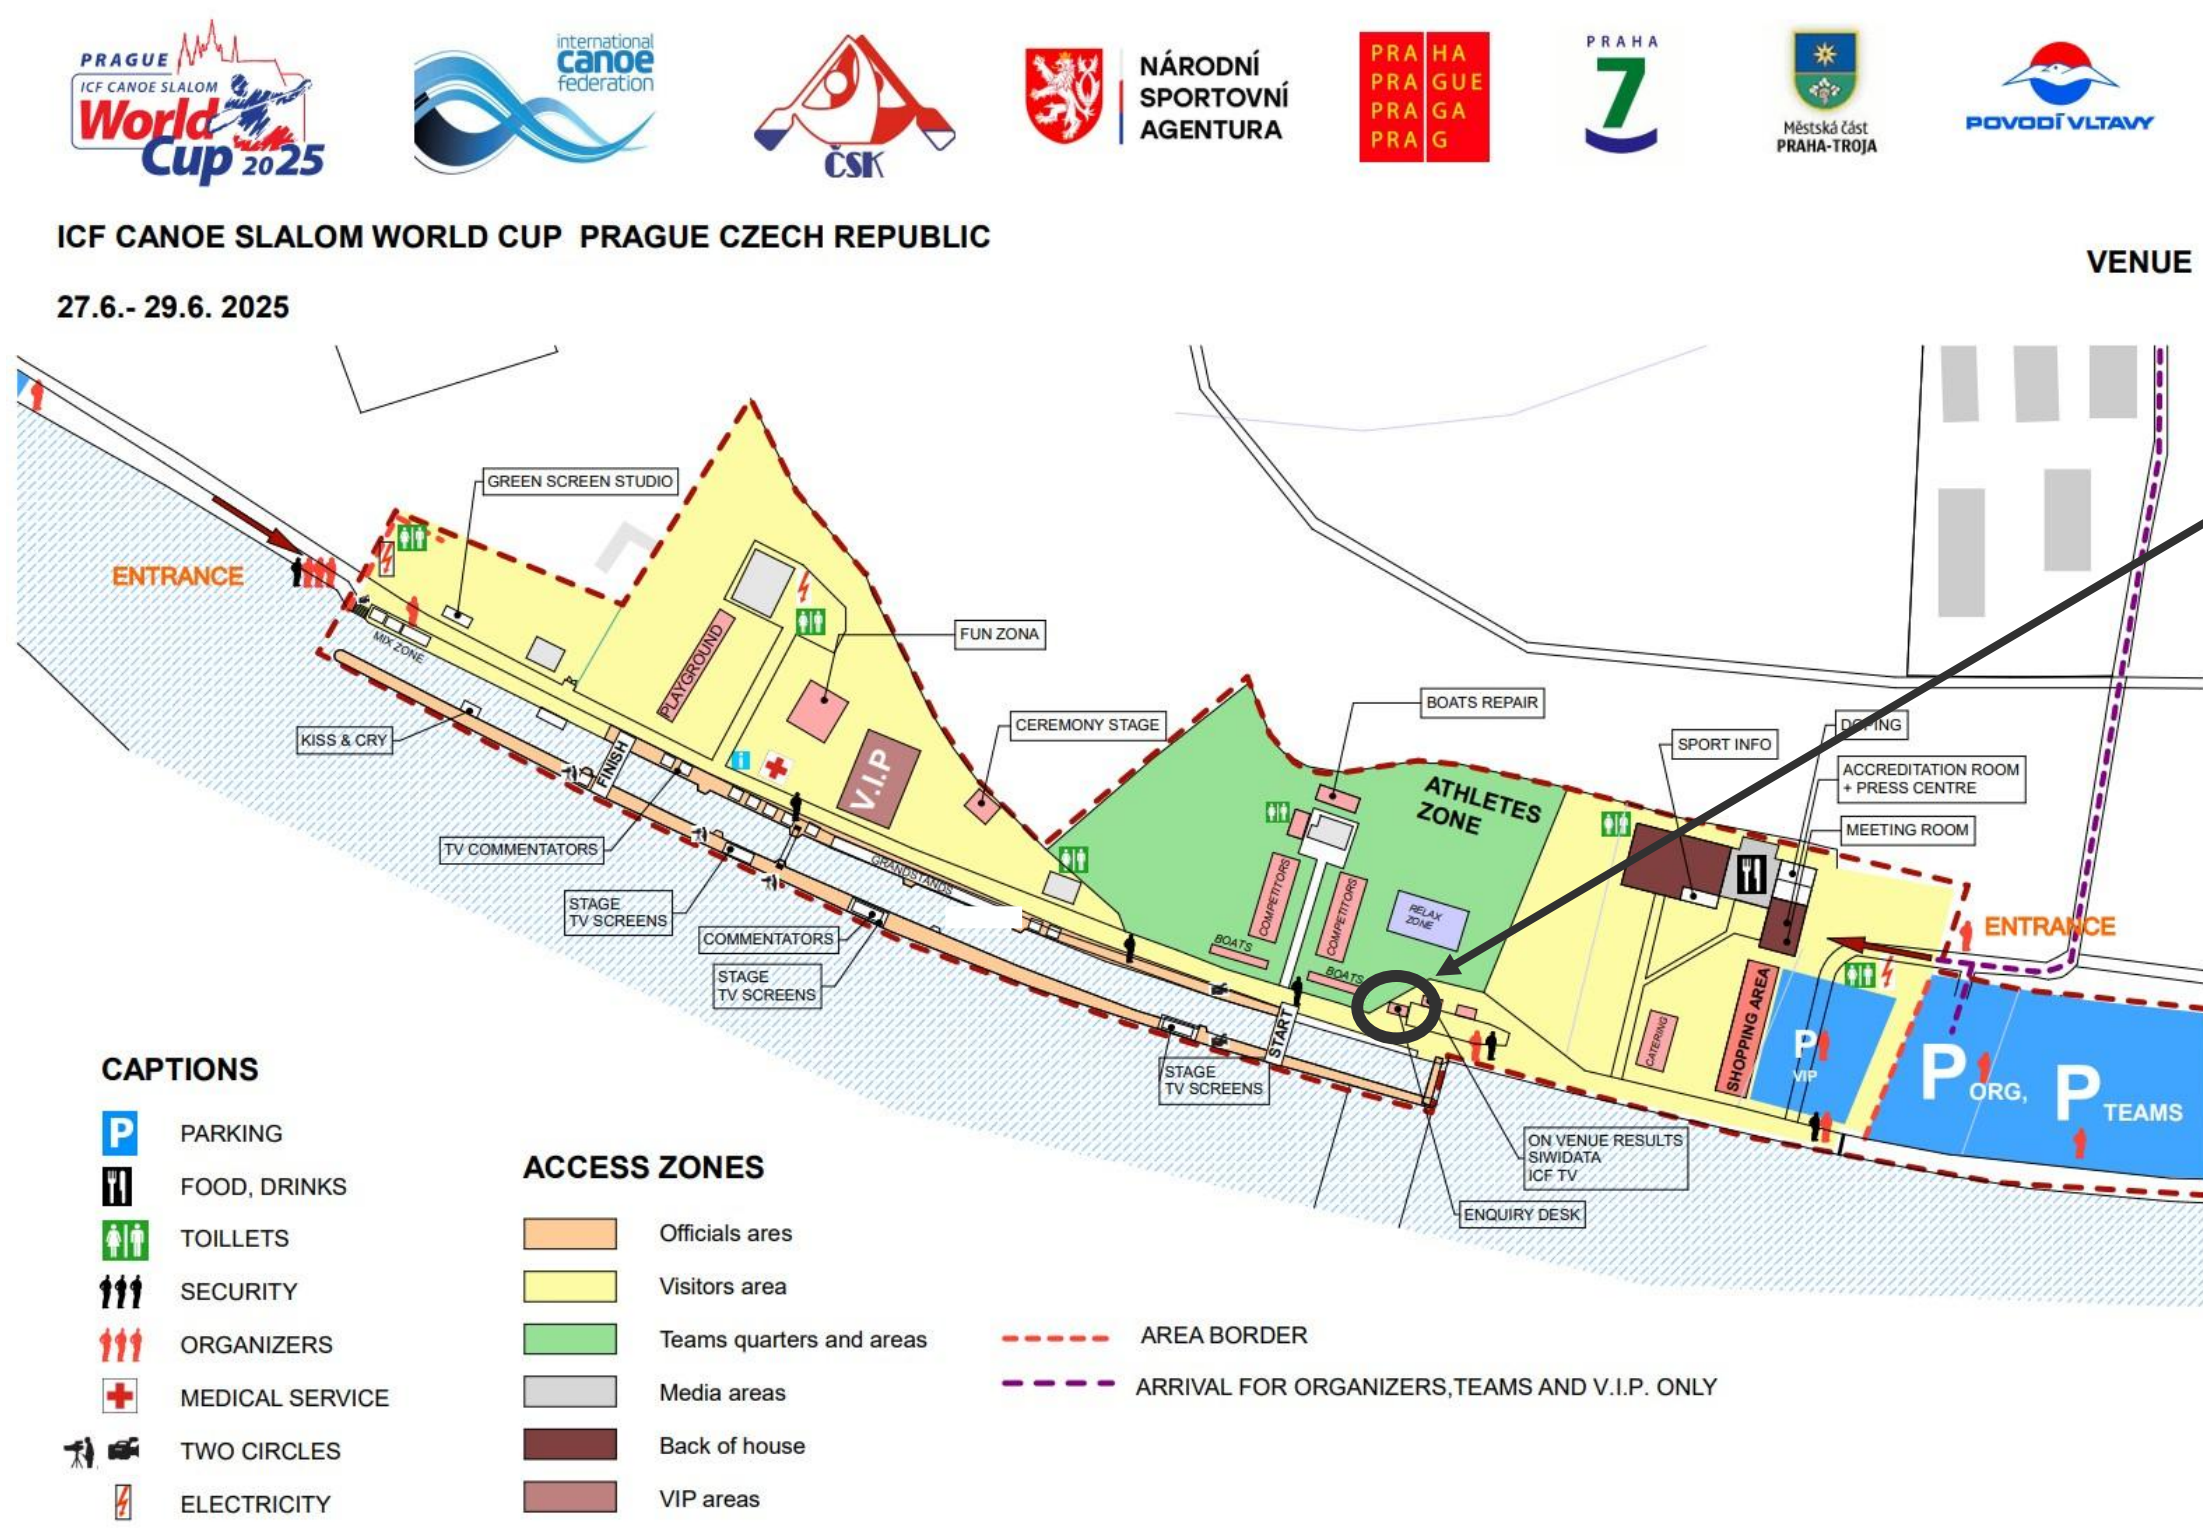 PRAGUE
ICF CANOE SLALOM
World
Cup 2025
international
canoe
federation
ČSK
NÁRODNÍ
SPORTOVNÍ
AGENTURA
PRA HA
PRA GUE
PRA GA
PRA G
PRAHA
7
Městská část
PRAHA-TROJA
POVODÍ VLTAVY
ICF CANOE SLALOM WORLD CUP PRAGUE CZECH REPUBLIC
VENUE
27.6.- 29.6. 2025
GREEN SCREEN STUDIO
ENTRANCE
MIX ZONE
PLAYGROUND
FUN ZONA
KISS & CRY
FINISH
V.I.P
CEREMONY STAGE
BOATS REPAIR
SPORT INFO
DOPING
ACCREDITATION ROOM
+ PRESS CENTRE
MEETING ROOM
ATHLETES
ZONE
TV COMMENTATORS
GRANDSTANDS
STAGE
TV SCREENS
COMMENTATORS
STAGE
TV SCREENS
COMPETITORS
COMPETITORS
RELAX
ZONE
BOATS
BOATS
ENTRANCE
START
CATERING
SHOPPING AREA
P
VIP
P ORG,
P TEAMS
STAGE
TV SCREENS
ON VENUE RESULTS
SIWIDATA
ICF TV
ENQUIRY DESK
CAPTIONS
P PARKING
FOOD, DRINKS
TOILLETS
SECURITY
ORGANIZERS
MEDICAL SERVICE
TWO CIRCLES
ELECTRICITY
ACCESS ZONES
Officials ares
Visitors area
Teams quarters and areas
Media areas
Back of house
VIP areas
AREA BORDER
ARRIVAL FOR ORGANIZERS,TEAMS AND V.I.P. ONLY